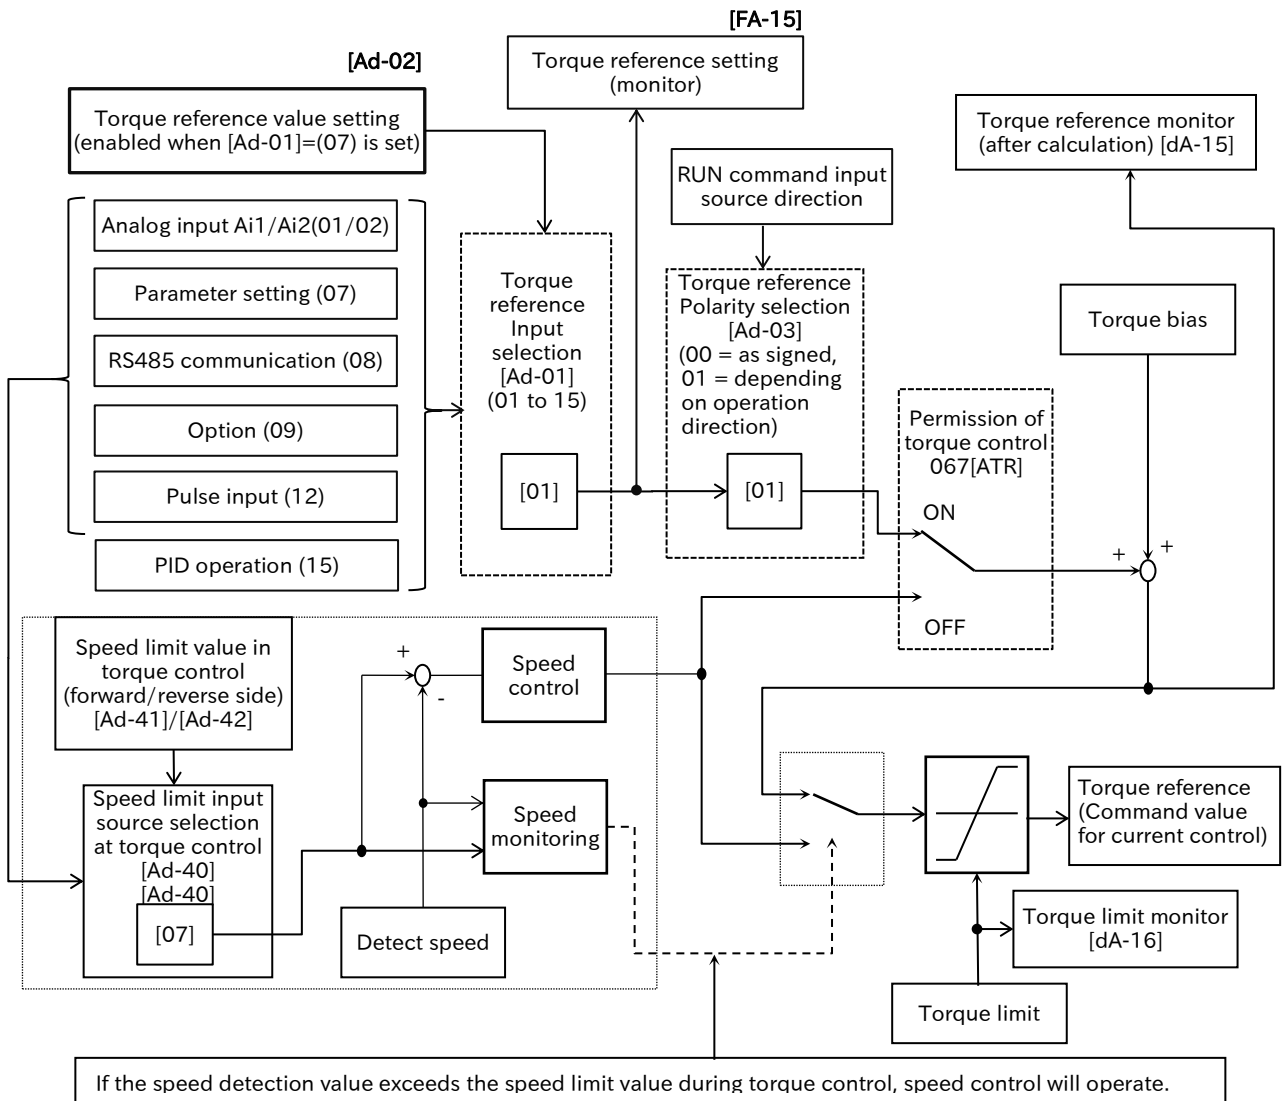 [FA-15]
Torque reference setting
(monitor)
[Ad-02]
Torque reference value setting
(enabled when [Ad-01]=(07) is set)
Torque reference monitor
(after calculation) [dA-15]
RUN command input
source direction
Analog input Ai1/Ai2(01/02)
Parameter setting (07)
RS485 communication (08)
Option (09)
Pulse input (12)
PID operation (15)
Torque
reference
Input
selection
[Ad-01]
(01 to 15)
[01]
Torque reference
Polarity selection
[Ad-03]
(00 = as signed,
01 = depending
on operation
direction)
[01]
Torque bias
Permission of
torque control
067[ATR]
ON
OFF
+
+
Speed limit value in
torque control
(forward/reverse side)
[Ad-41]/[Ad-42]
+
-
Speed
control
Speed limit input
source selection
at torque control
[Ad-40]
[Ad-40]
[07]
Speed
monitoring
Detect speed
Torque reference
(Command value
for current control)
Torque limit monitor
[dA-16]
Torque limit
If the speed detection value exceeds the speed limit value during torque control, speed control will operate.